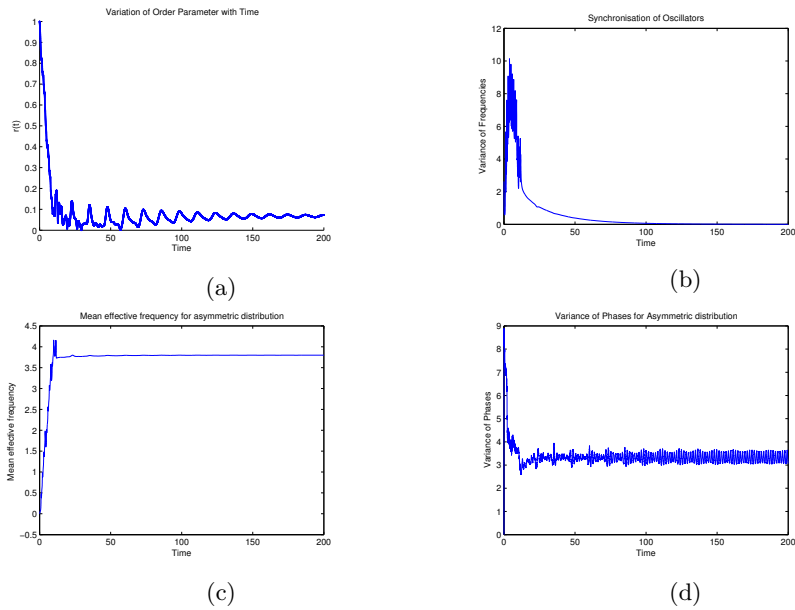 Variation of Order Parameter with Time
1
0.9
0.8
0.7
0.6
0.5
0.4
0.3
0.2
0.1
0
r(t)
0 50 100 150 200
Time
(a)
Synchronisation of Oscillators
12
10
8
6
4
2
0
Variance of Frequencies
0 50 100 150 200
Time
(b)
Mean effective frequency for asymmetric distribution
4.5
4
3.5
3
2.5
2
1.5
1
0.5
0
−0.5
Mean effective frequency
0 50 100 150 200
Time
(c)
Variance of Phases for Asymmetric distribution
9
8
7
6
5
4
3
2
1
0
Variance of Phases
0 50 100 150 200
Time
(d)